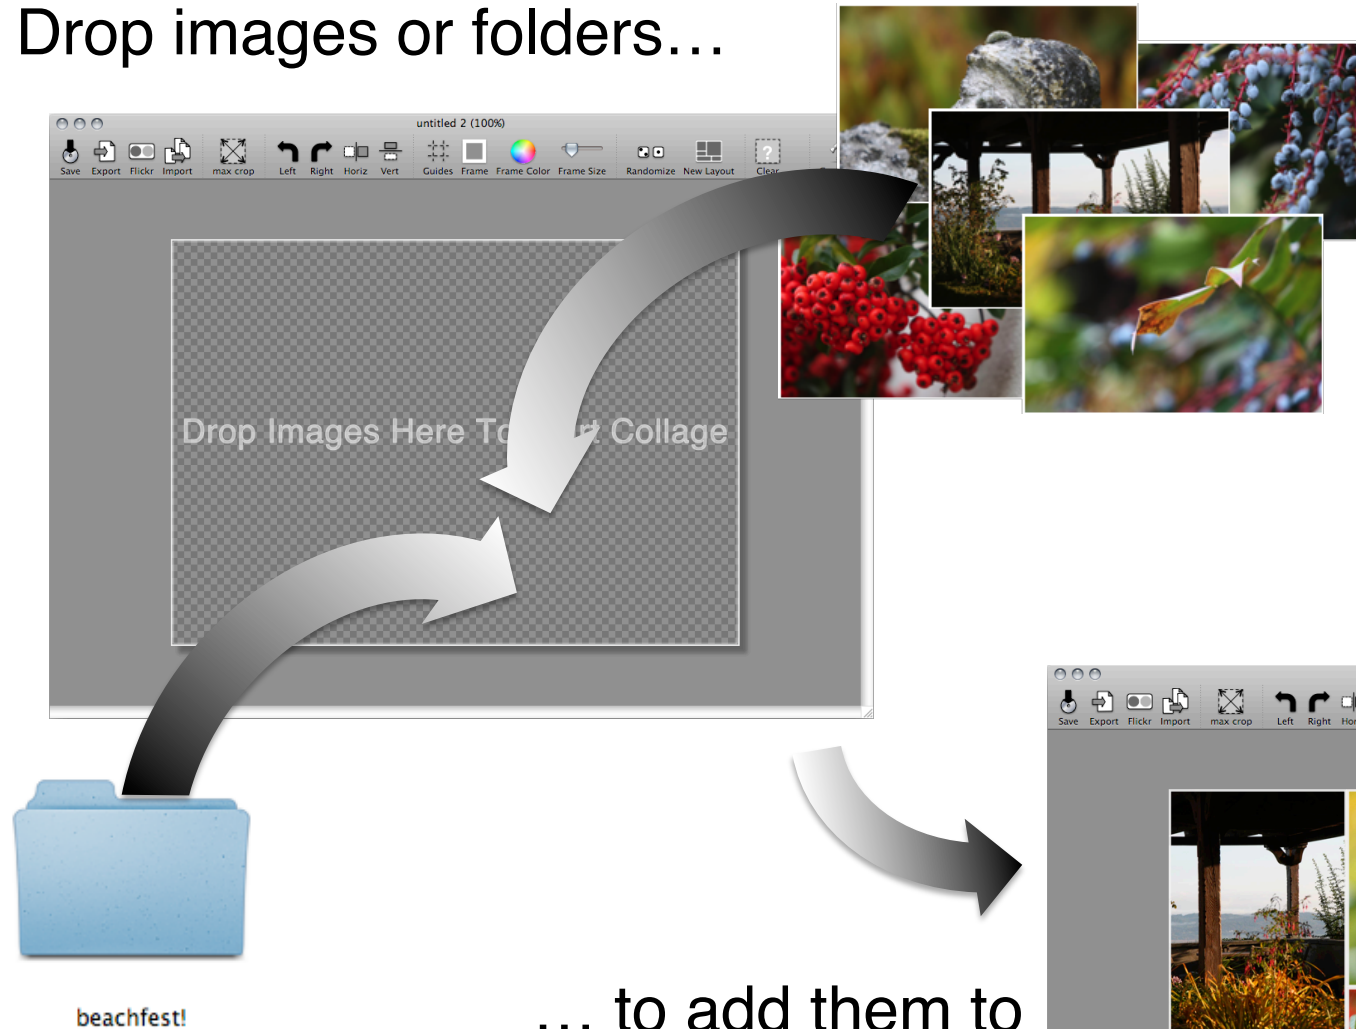 Drop images or folders…
untitled 2 (100%)
Save Export Flickr Import max crop Left Right Horiz Vert Guides Frame Frame Color Frame Size Randomize New Layout Clear
Drop Images Here To Collage
Save Export Flickr Import max crop Left Right
beachfest!
… to add them to